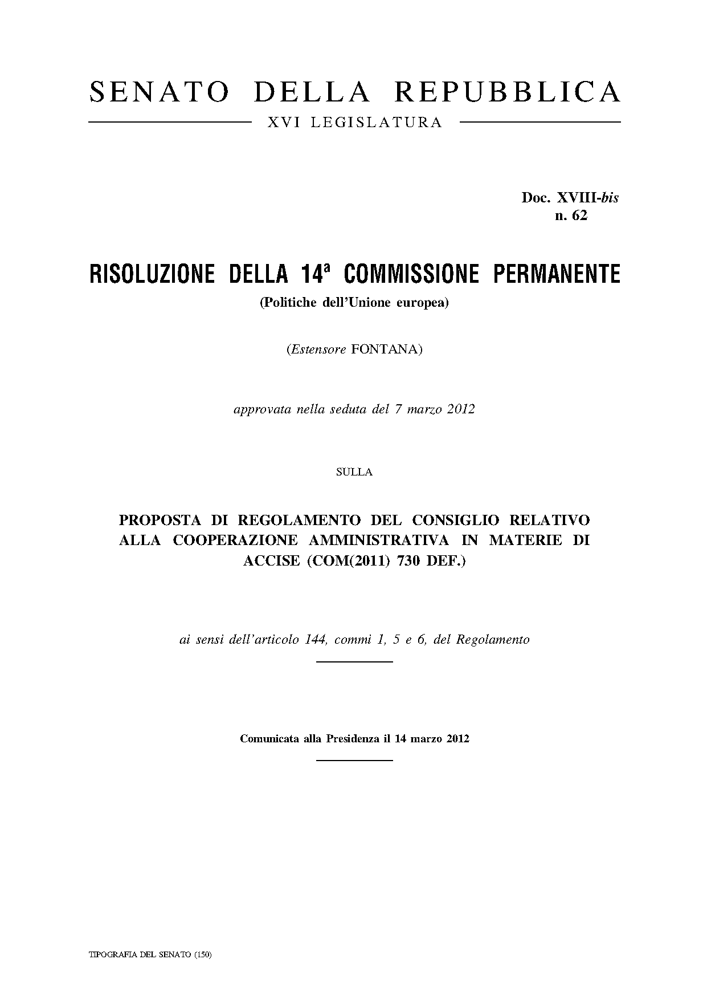 SENATO DELLA REPUBBLICA
XVI LEGISLATURA
Doc. XVIII-bis
n. 62
RISOLUZIONE DELLA 14ª COMMISSIONE PERMANENTE
(Politiche dell’Unione europea)
(Estensore FONTANA)
approvata nella seduta del 7 marzo 2012
SULLA
PROPOSTA DI REGOLAMENTO DEL CONSIGLIO RELATIVO
ALLA COOPERAZIONE AMMINISTRATIVA IN MATERIE DI
ACCISE (COM(2011) 730 DEF.)
ai sensi dell’articolo 144, commi 1, 5 e 6, del Regolamento
Comunicata alla Presidenza il 14 marzo 2012
TIPOGRAFIA DEL SENATO (150)